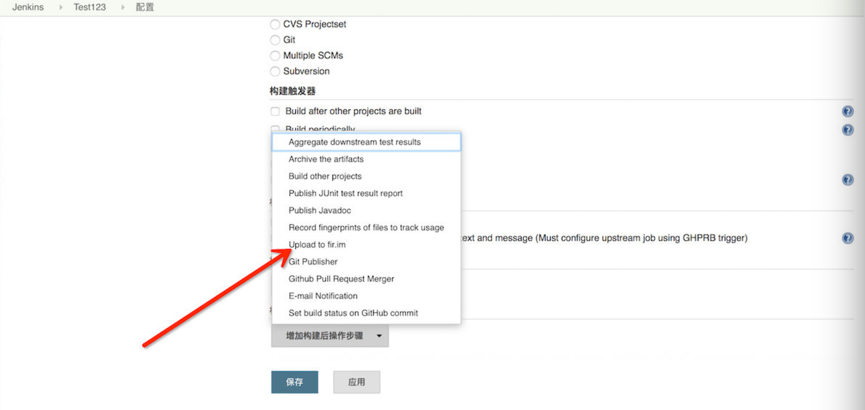 Jenkins Test123 配置
CVS Projectset
Git
Multiple SCMs
Subversion
构建触发器
Build after other projects are built
Build periodically
Aggregate downstream test results
Archive the artifacts
Build other projects
Publish JUnit test result report
Publish Javadoc
Record fingerprints of files to track usage
text and message (Must configure upstream job using GHPRB trigger)
Upload to fir.im
Git Publisher
Github Pull Request Merger
E-mail Notification
Set build status on GitHub commit
增加构建后操作步骤
保存 应用